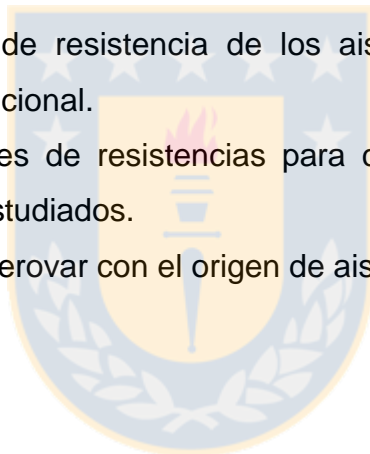 de resistencia de los ais
cional.
es de resistencias para c
studiados.
erovar con el origen de ais